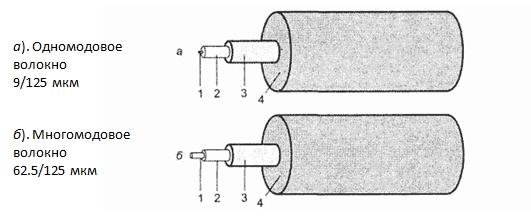 а). Одномодовое
волокно
9/125 мкм
а
1 2 3 4
б). Многомодовое
волокно
62.5/125 мкм
б
1 2 3 4